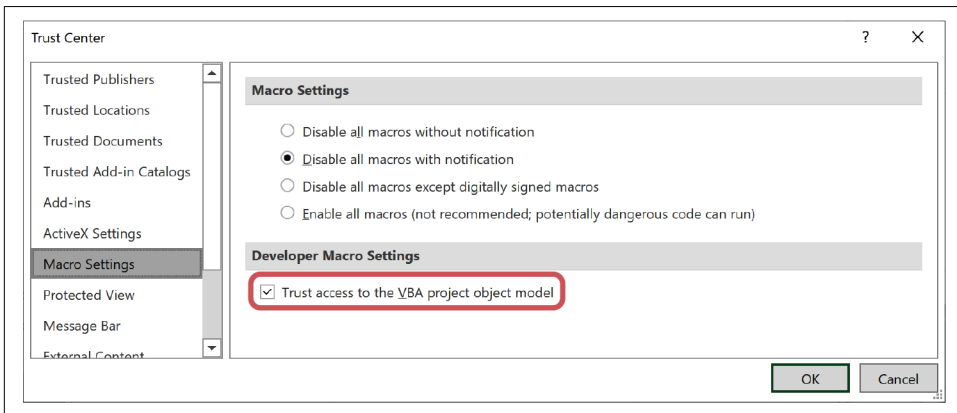 Trust Center ? ×
Trusted Publishers
Trusted Locations
Trusted Documents
Trusted Add-in Catalogs
Add-ins
ActiveX Settings
Macro Settings
Protected View
Message Bar
External Content
Macro Settings
Disable all macros without notification
Disable all macros with notification
Disable all macros except digitally signed macros
Enable all macros (not recommended; potentially dangerous code can run)
Developer Macro Settings
Trust access to the VBA project object model
OK Cancel